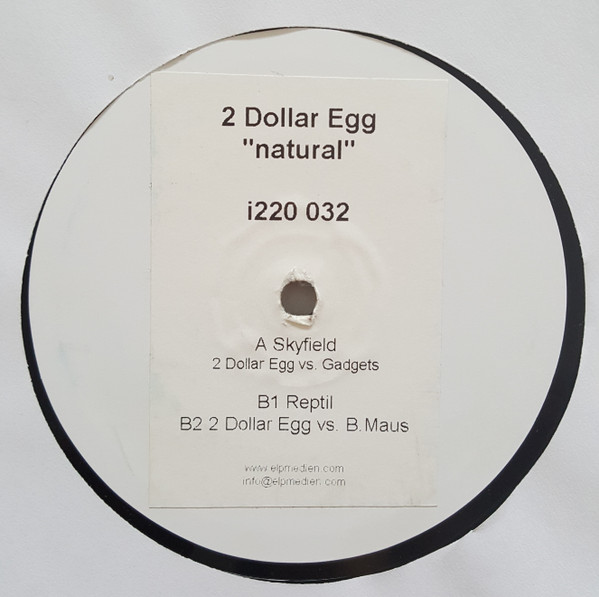 2 Dollar Egg
"natural"
i220 032
A Skyfield
2 Dollar Egg vs. Gadgets
B1 Reptil
B2 2 Dollar Egg vs. B.Maus
www.elpmedien.com
info@elpmedien.com